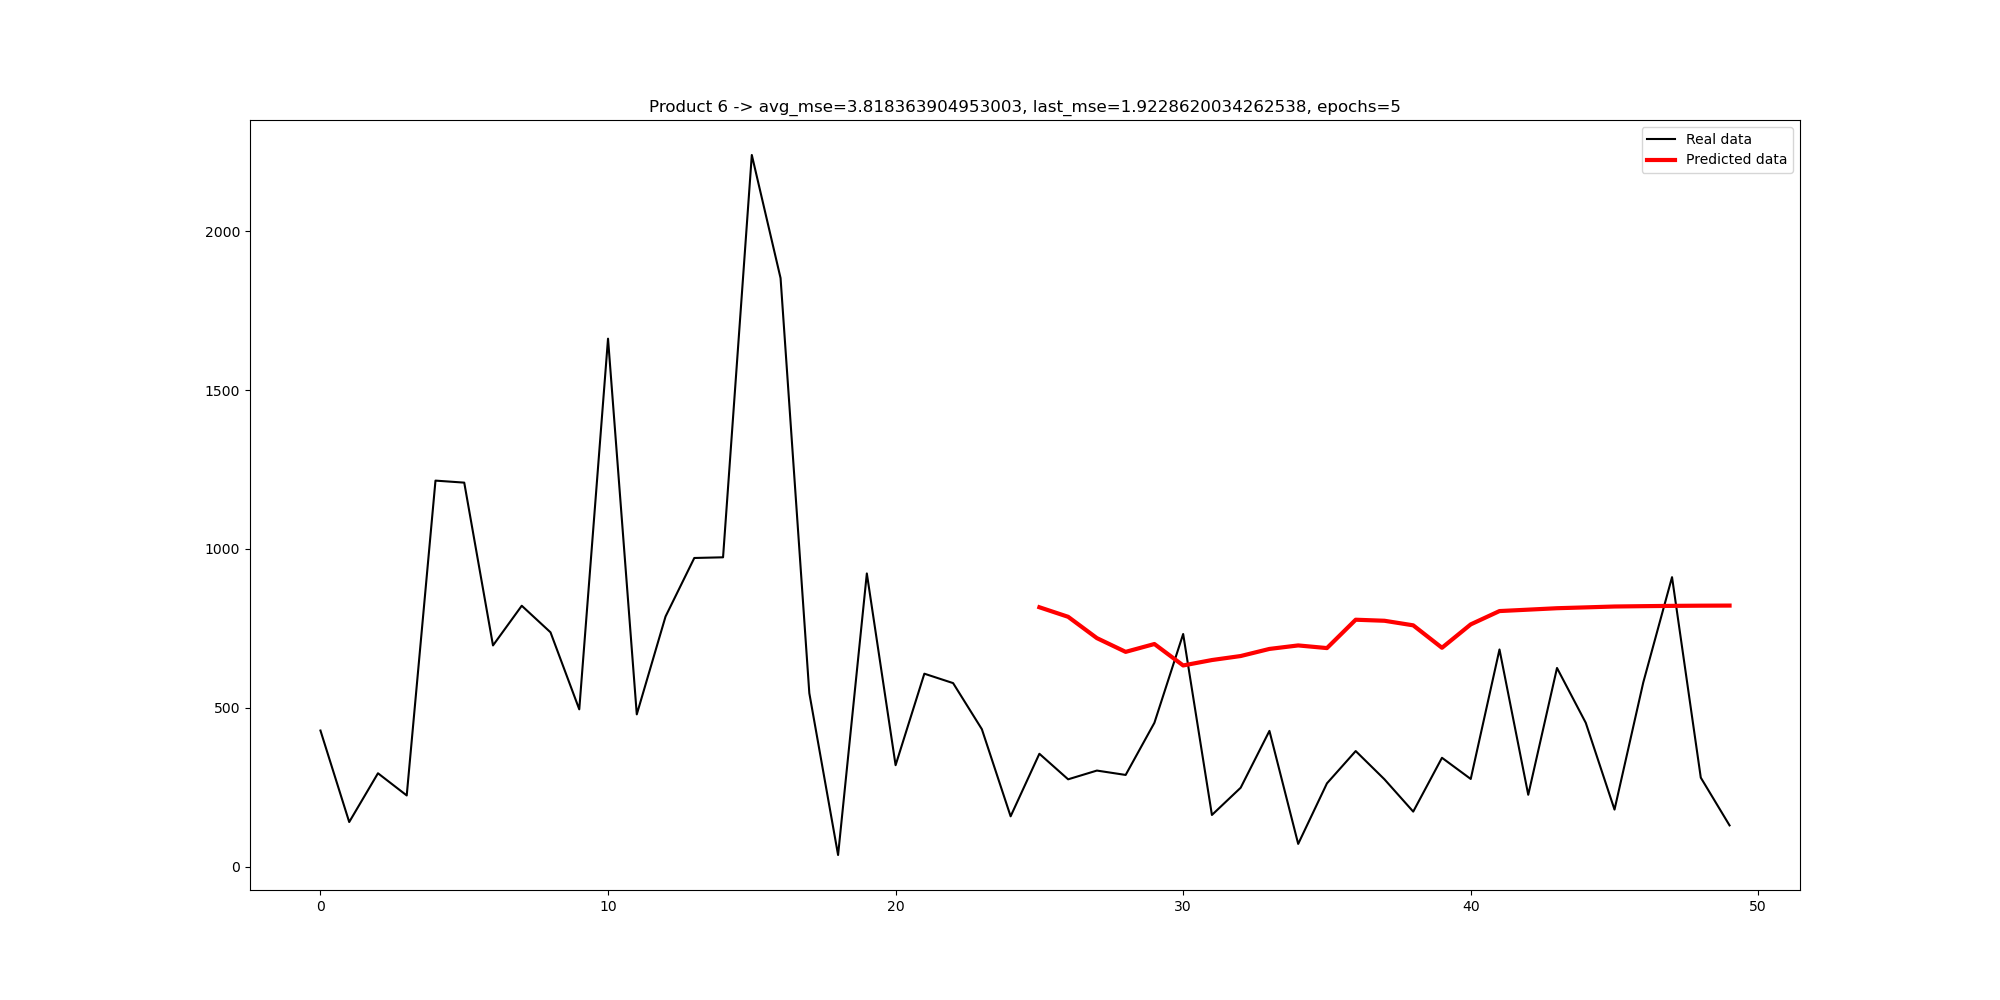 Product 6 -> avg_mse=3.818363904953003, last_mse=1.9228620034262538, epochs=5
Real data
Predicted data
2000
1500
1000
500
0
0 10 20 30 40 50